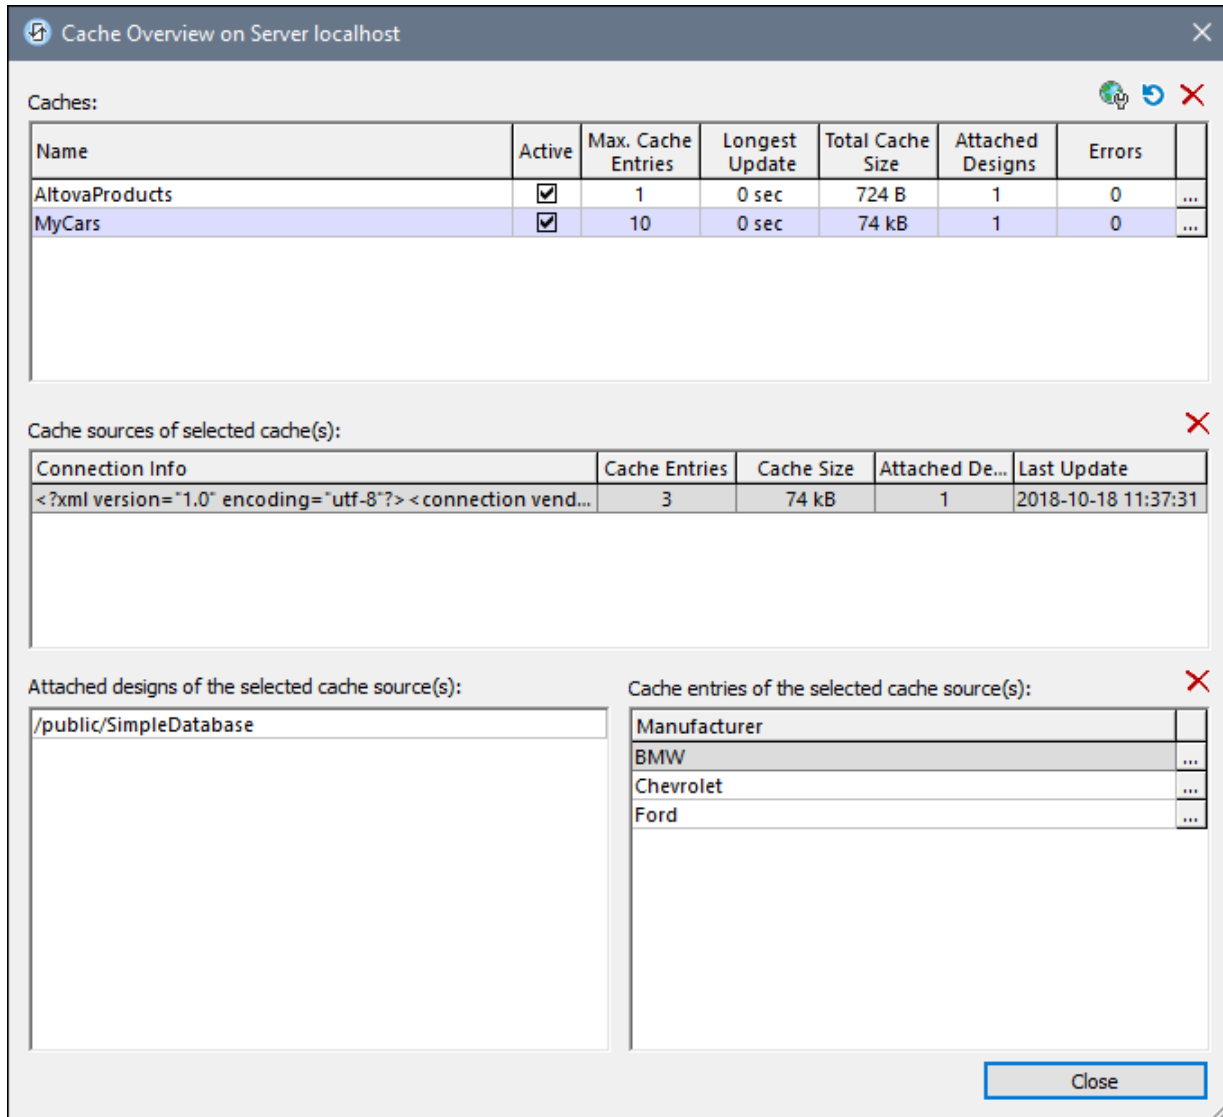 Cache Overview on Server localhost
Caches:
Name Active Max. Cache Entries Longest Update Total Cache Size Attached Designs Errors
AltovaProducts 1 0 sec 724 B 1 0 ...
MyCars 10 0 sec 74 kB 1 0 ...
Cache sources of selected cache(s):
Connection Info Cache Entries Cache Size Attached De... Last Update
<?xml version="1.0" encoding="utf-8"?> <connection vend... 3 74 kB 1 2018-10-18 11:37:31
Attached designs of the selected cache source(s):
/public/SimpleDatabase
Cache entries of the selected cache source(s):
Manufacturer
BMW ...
Chevrolet ...
Ford ...
Close